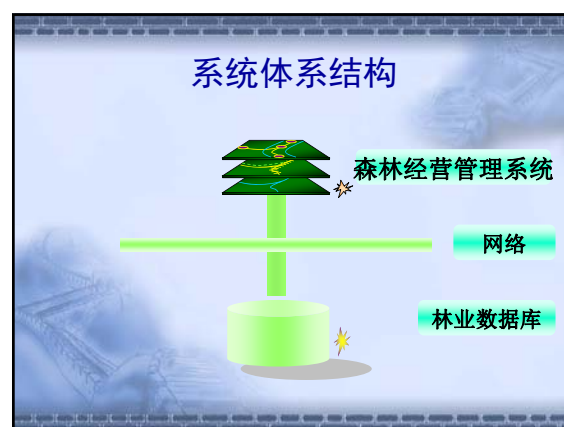 系统体系结构
森林经营管理系统
网络
林业数据库